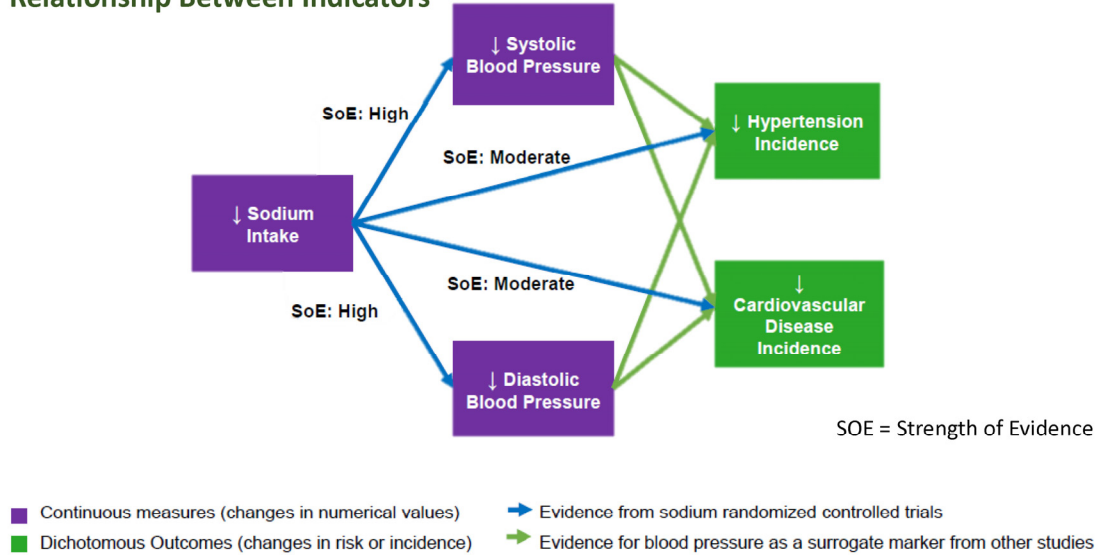 Relationship Between Indicators
↓ Systolic
Blood Pressure
SoE: High
↓ Hypertension
Incidence
SoE: Moderate
↓ Sodium
Intake
SoE: Moderate
↓
Cardiovascular
Disease
Incidence
SoE: High
↓ Diastolic
Blood Pressure
SOE = Strength of Evidence
Continuous measures (changes in numerical values)
Evidence from sodium randomized controlled trials
Dichotomous Outcomes (changes in risk or incidence)
Evidence for blood pressure as a surrogate marker from other studies